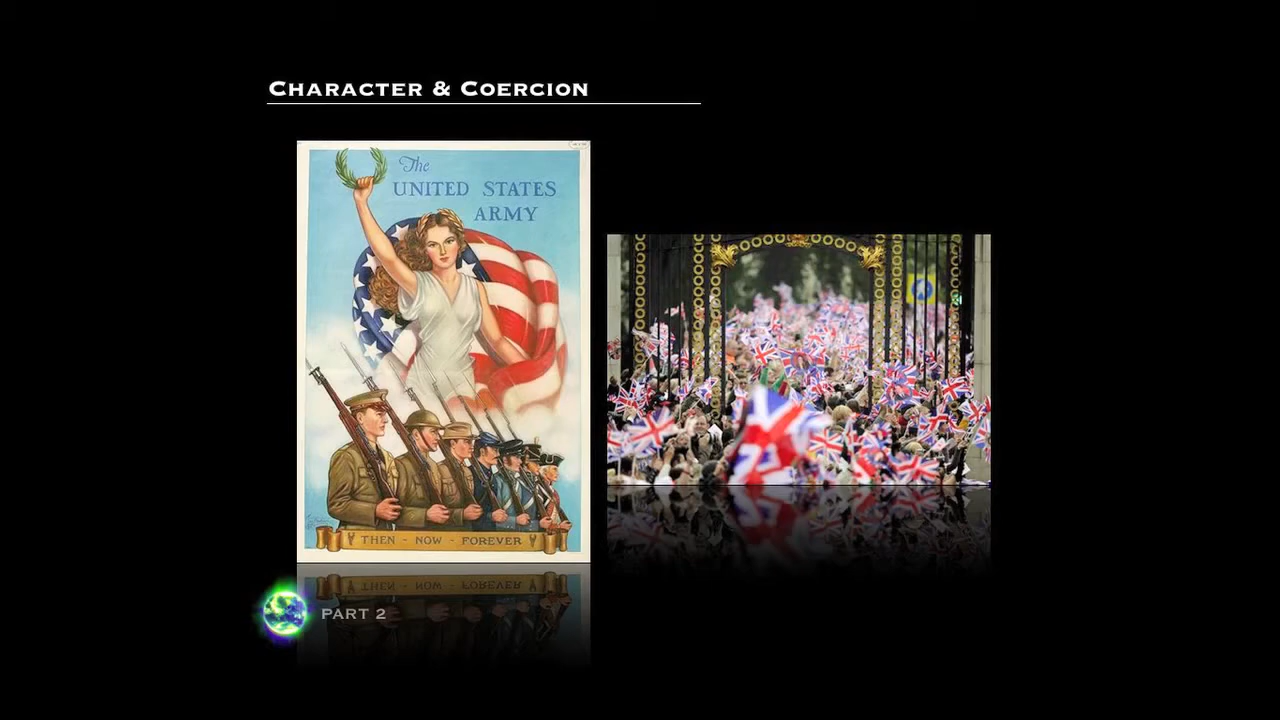 CHARACTER & COERCION
The
UNITED STATES
ARMY
THEN - NOW - FOREVER
PART 2